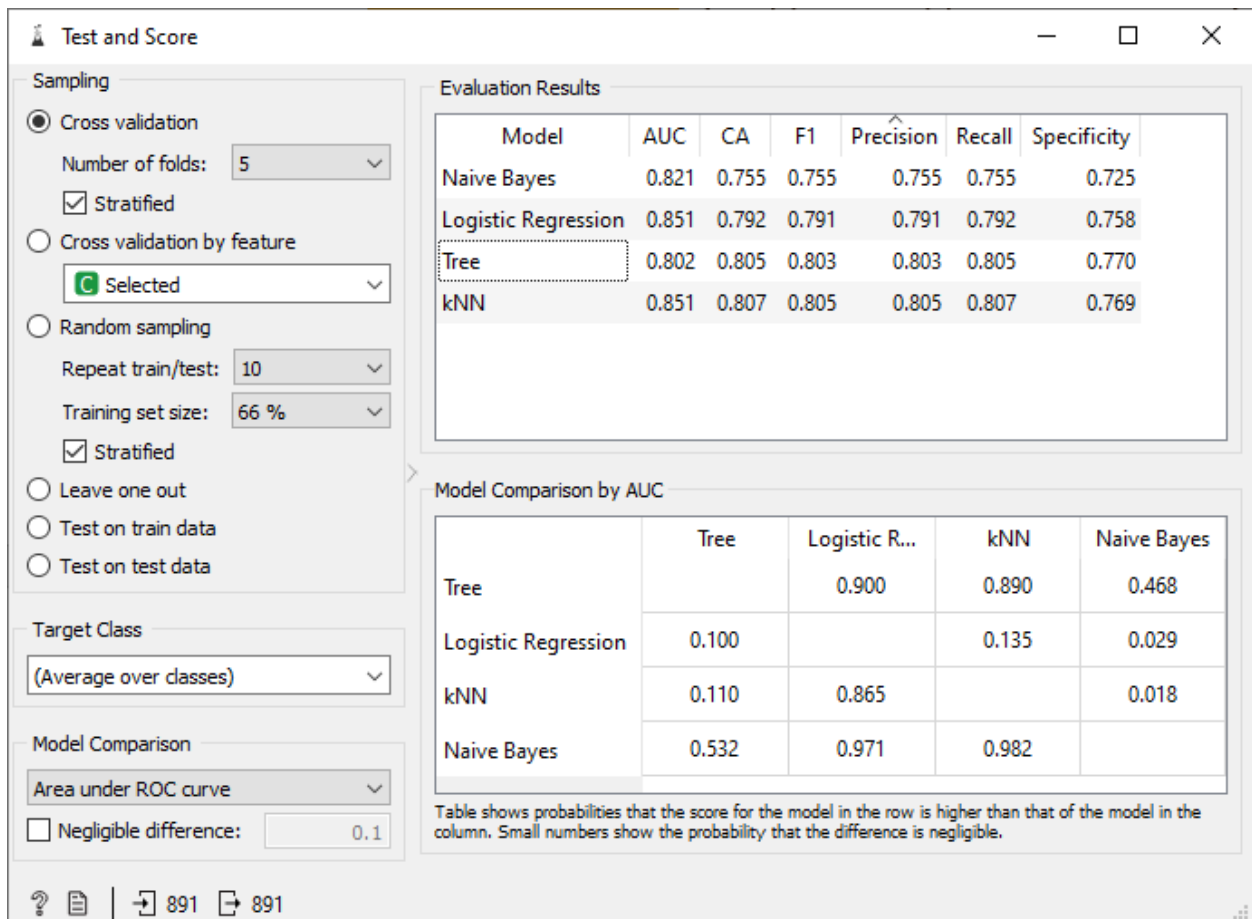 Test and Score
Sampling
Cross validation
Number of folds: 5
Stratified
Cross validation by feature
C Selected
Random sampling
Repeat train/test: 10
Training set size: 66 %
Stratified
Leave one out
Test on train data
Test on test data
Target Class
(Average over classes)
Model Comparison
Area under ROC curve
Negligible difference: 0.1
? 891 891
Evaluation Results
Model AUC CA F1 Precision Recall Specificity
Naive Bayes 0.821 0.755 0.755 0.755 0.755 0.725
Logistic Regression 0.851 0.792 0.791 0.791 0.792 0.758
Tree 0.802 0.805 0.803 0.803 0.805 0.770
kNN 0.851 0.807 0.805 0.805 0.807 0.769
Model Comparison by AUC
Tree Logistic R... kNN Naive Bayes
Tree 0.900 0.890 0.468
Logistic Regression 0.100 0.135 0.029
kNN 0.110 0.865 0.018
Naive Bayes 0.532 0.971 0.982
Table shows probabilities that the score for the model in the row is higher than that of the model in the
column. Small numbers show the probability that the difference is negligible.